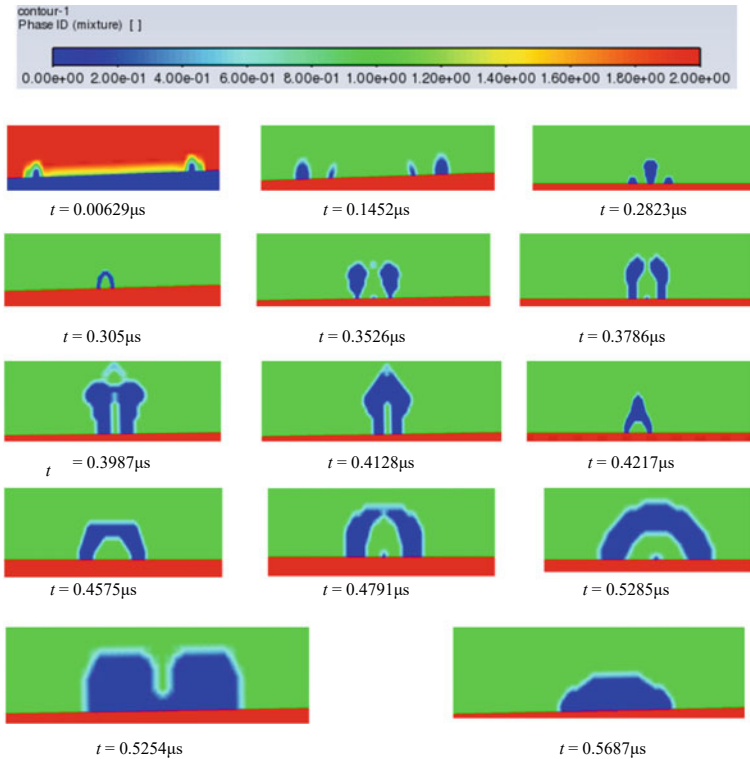 contour-1
Phase ID (mixture) [ ]
0.00e+00 2.00e-01 4.00e-01 6.00e-01 8.00e-01 1.00e+00 1.20e+00 1.40e+00 1.60e+00 1.80e+00 2.00e+00
t = 0.00629µs t = 0.1452µs t = 0.2823µs
t = 0.305µs t = 0.3526µs t = 0.3786µs
t = 0.3987µs t = 0.4128µs t = 0.4217µs
t = 0.4575µs t = 0.4791µs t = 0.5285µs
t = 0.5254µs t = 0.5687µs